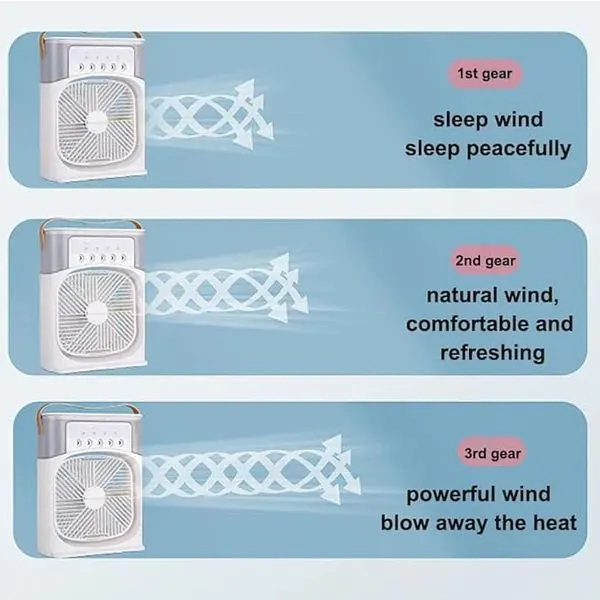 1st gear
sleep wind
sleep peacefully
2nd gear
natural wind,
comfortable and
refreshing
3rd gear
powerful wind
blow away the heat